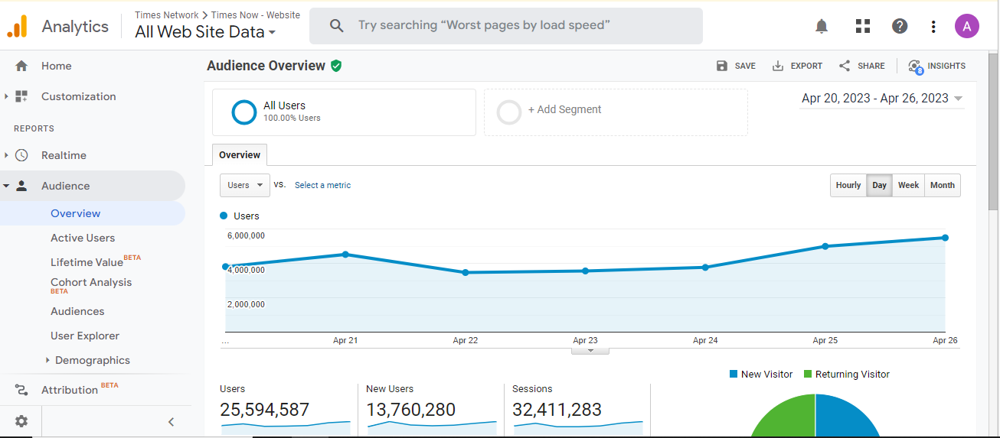 Analytics
Times Network > Times Now - Website
All Web Site Data
Try searching “Worst pages by load speed”
A
Home
Customization
REPORTS
Realtime
Audience
Overview
Active Users
Lifetime Value BETA
Cohort Analysis
BETA
Audiences
User Explorer
Demographics
Attribution BETA
Audience Overview
SAVE
EXPORT
SHARE
8
INSIGHTS
All Users
100.00% Users
+ Add Segment
Apr 20, 2023 - Apr 26, 2023
Overview
Users
VS.
Select a metric
Hourly
Day
Week
Month
Users
6,000,000
4,000,000
2,000,000
...
Apr 21
Apr 22
Apr 23
Apr 24
Apr 25
Apr 26
New Visitor
Returning Visitor
Users
25,594,587
New Users
13,760,280
Sessions
32,411,283